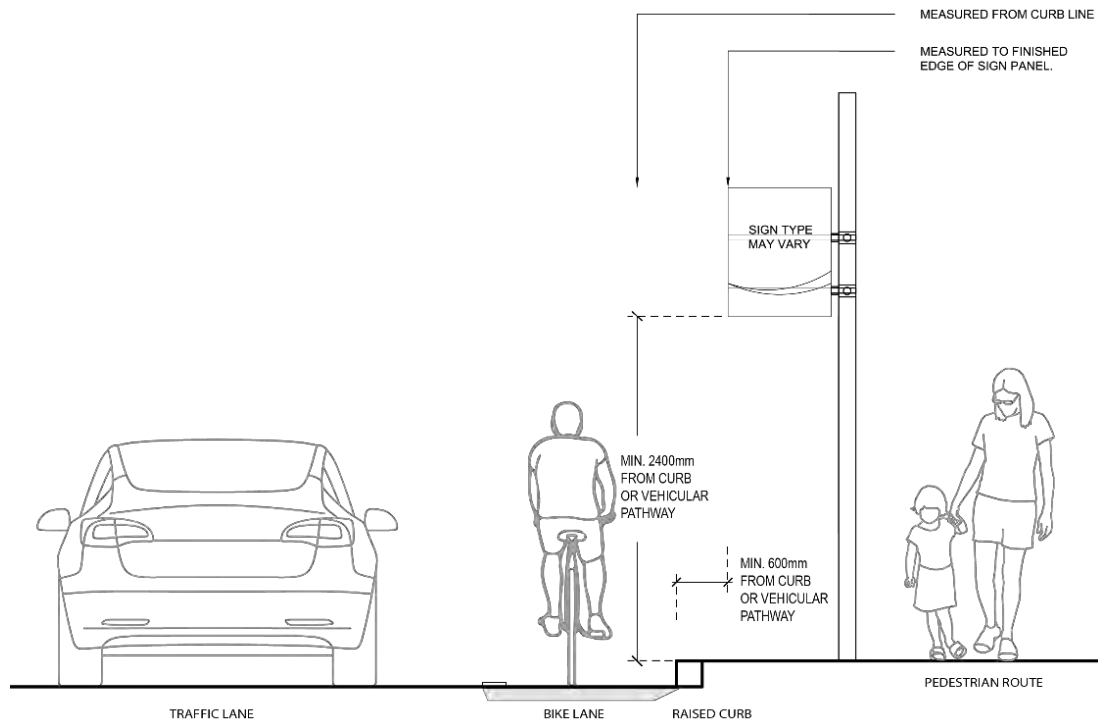 MEASURED FROM CURB LINE
MEASURED TO FINISHED
EDGE OF SIGN PANEL.
SIGN TYPE
MAY VARY
MIN. 2400mm
FROM CURB
OR VEHICULAR
PATHWAY
MIN. 600mm
FROM CURB
OR VEHICULAR
PATHWAY
TRAFFIC LANE
BIKE LANE
RAISED CURB
PEDESTRIAN ROUTE